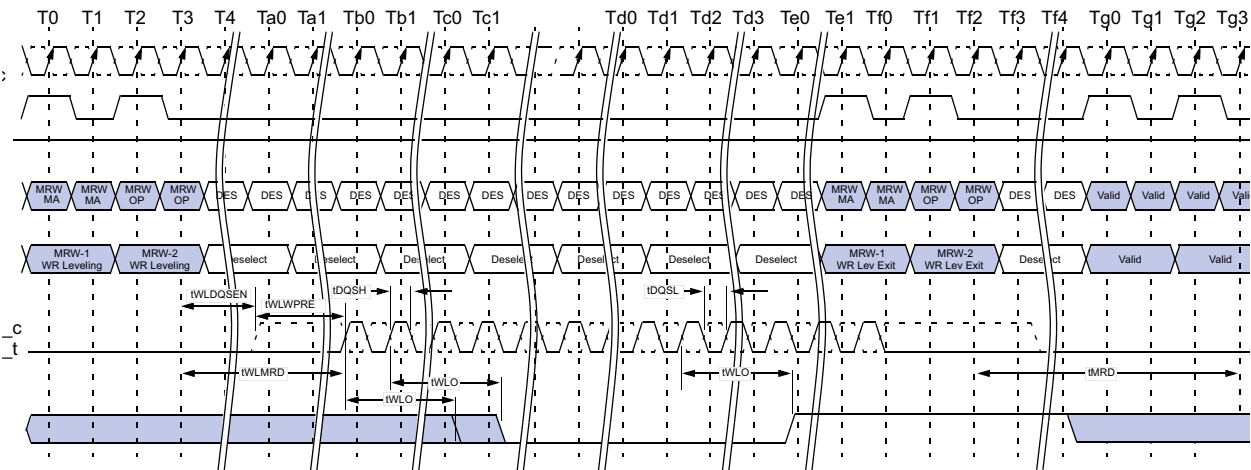 T0 T1 T2 T3 T4 Ta0 Ta1 Tb0 Tb1 Tc0 Tc1 Td0 Td1 Td2 Td3 Te0 Te1 Tf0 Tf1 Tf2 Tf3 Tf4 Tg0 Tg1 Tg2 Tg3
c
MRW MRW MRW MRW DES DES DES DES DES DES DES DES DES DES DES DES DES DES MRW MRW MRW MRW DES DES Valid Valid Valid Valid
MA MA OP OP MA MA OP OP
MRW-1 MRW-2 Deselect Deselect Deselect Deselect Deselect Deselect Deselect MRW-1 MRW-2 Deselect Valid Valid
WR Leveling WR Leveling WR Lev Exit WR Lev Exit
tWLDQSEN tDQSH tDQSL
tWLWPRE
_c
_t
tWLMRD tWLO tMRD
tWLO
tWLO